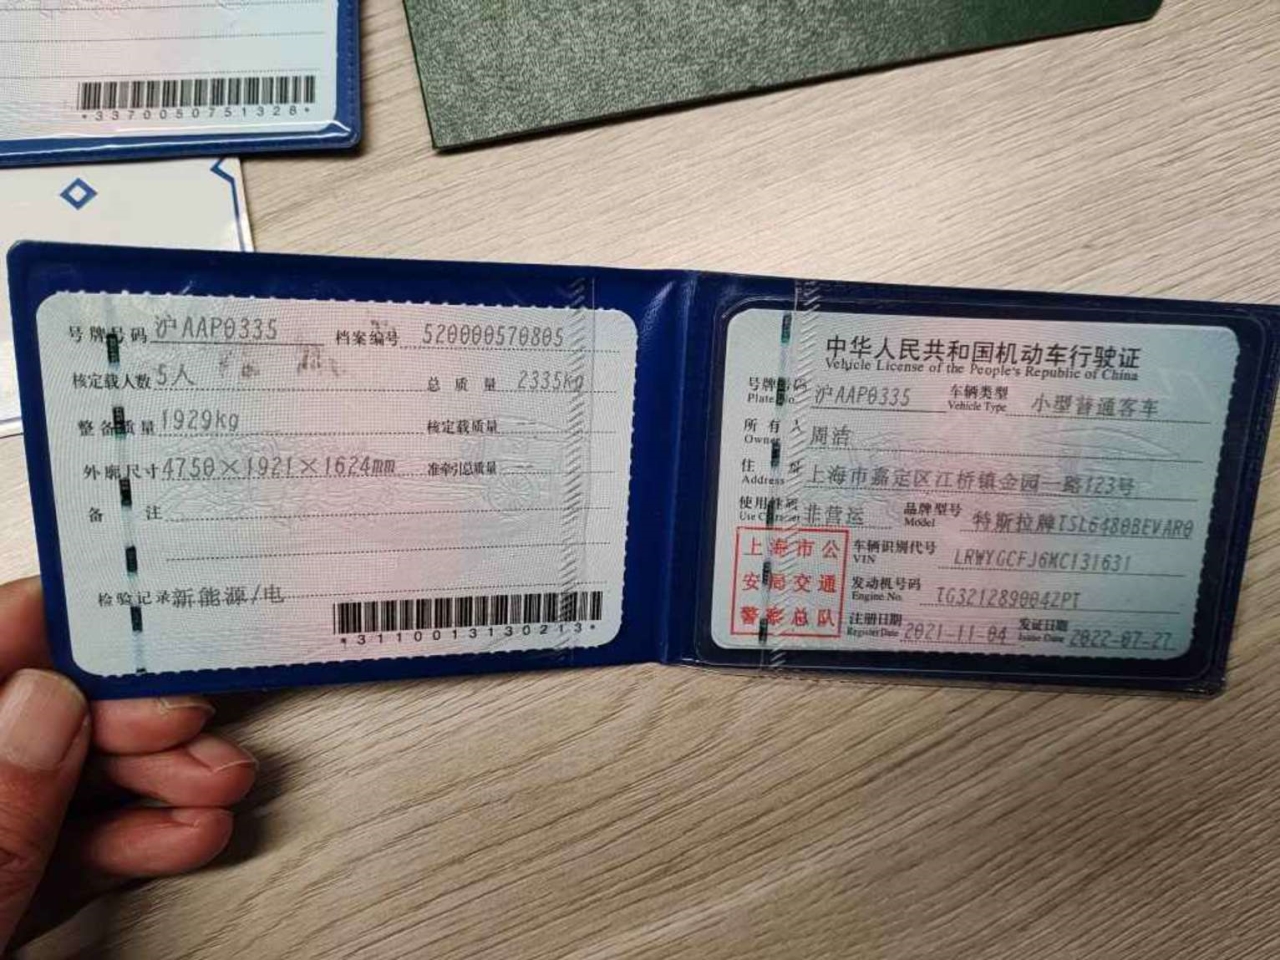 *3370050751328*
号牌号码 沪AAP0335 档案编号 520000570805
核定载人数 5人 总质量 2335kg
整备质量 1929kg 核定载质量 --
外廓尺寸 4750×1921×1624mm 准牵引总质量 --
备注
检验记录 新能源/电
*3110013130213*
中华人民共和国机动车行驶证
Vehicle License of the People's Republic of China
号牌号码 沪AAP0335 车辆类型 小型普通客车
Plate No. Vehicle Type
所有人 周洁
Owner
住址 上海市嘉定区江桥镇金园一路123号
Address
使用性质 非营运 品牌型号 特斯拉牌TSL6480BEVAR0
Use Character Model
上海市公
安局交通
警察总队
车辆识别代号 LRWYGCFJ6MC131631
VIN
发动机号码 TG3212890042PT
Engine No.
注册日期 2021-11-04 发证日期 2022-07-27
Register Date Issue Date